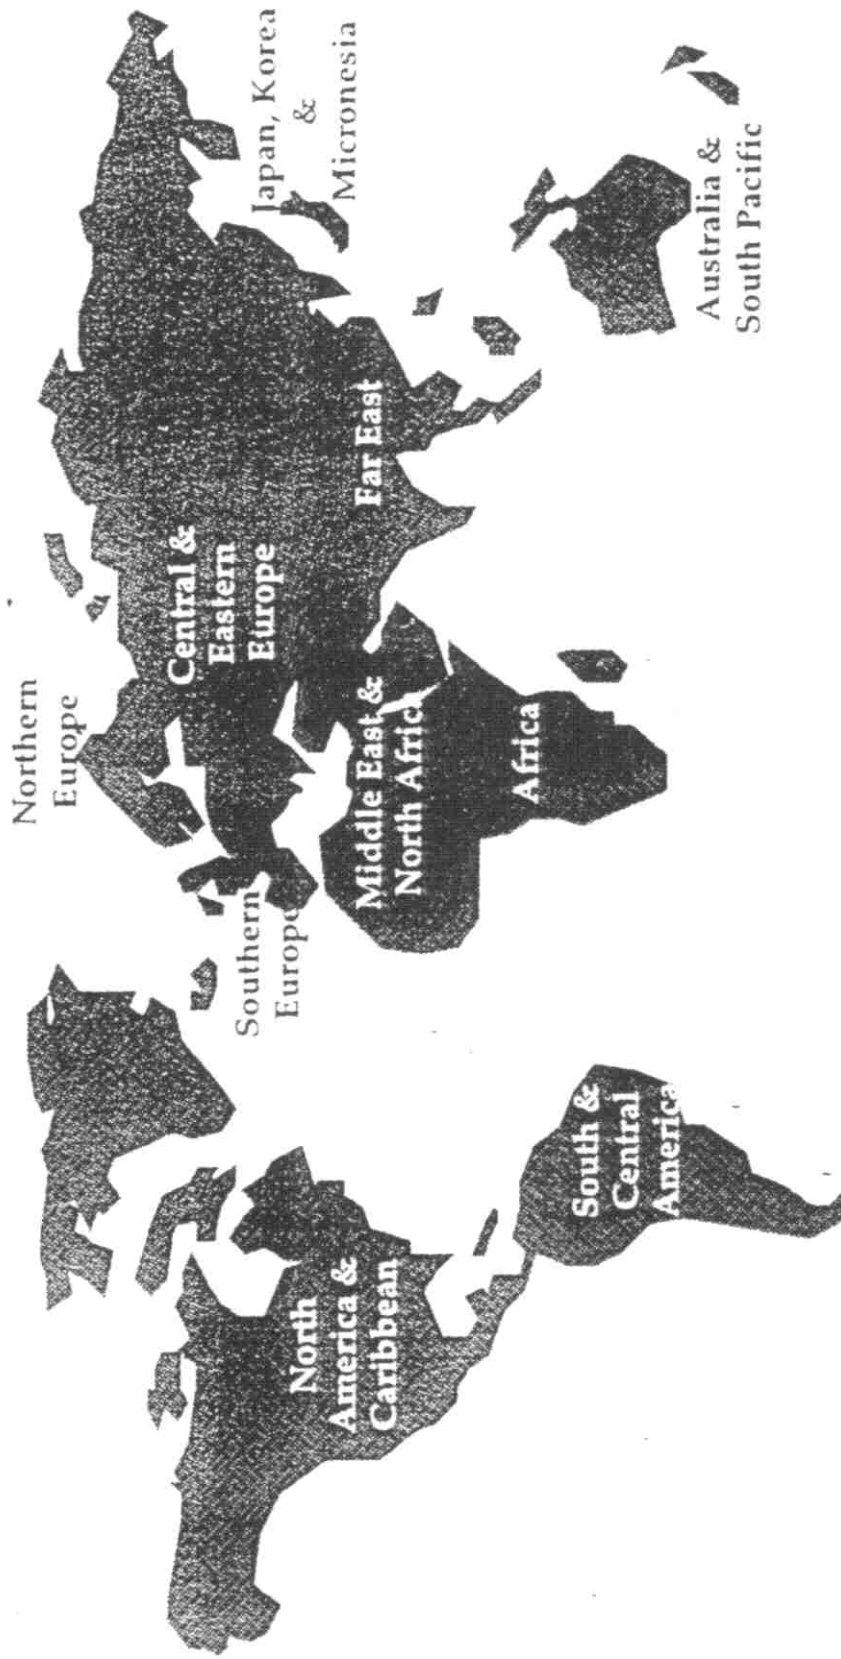 Northern
Europe
Central &
Eastern
Europe
Japan, Korea
&
Micronesia
Southern
Europe
North
America &
Caribbean
Middle East &
North Africa
Far East
Africa
South &
Central
America
Australia &
South Pacific